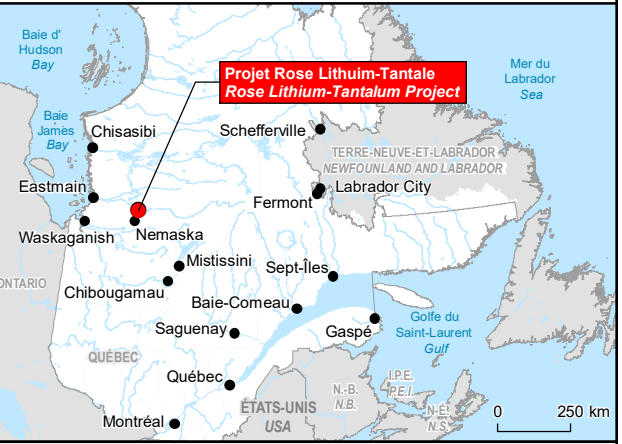 Baie d'
Hudson
Bay
Mer du
Labrador
Sea
Projet Rose Lithuim-Tantale
Rose Lithium-Tantalum Project
Baie
James
Bay
Chisasibi
Schefferville
TERRE-NEUVE-ET-LABRADOR
NEWFOUNLAND AND LABRADOR
Eastmain
Labrador City
Fermont
Waskaganish
Nemaska
Mistissini
Sept-Îles
ONTARIO
Chibougamau
Baie-Comeau
Golfe du
Saint-Laurent
Gulf
Saguenay
Gaspé
QUÉBEC
Québec
I.P.E.
P.E.I.
N.-B.
N.B.
ÉTATS-UNIS
USA
N-É!
N.S.
Montréal
0 250 km